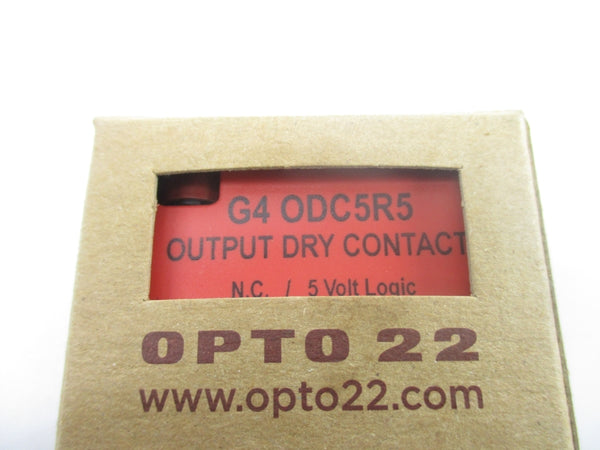 G4 ODC5R5
OUTPUT DRY CONTACT
N.C. / 5 Volt Logic
OPTO 22
www.opto22.com